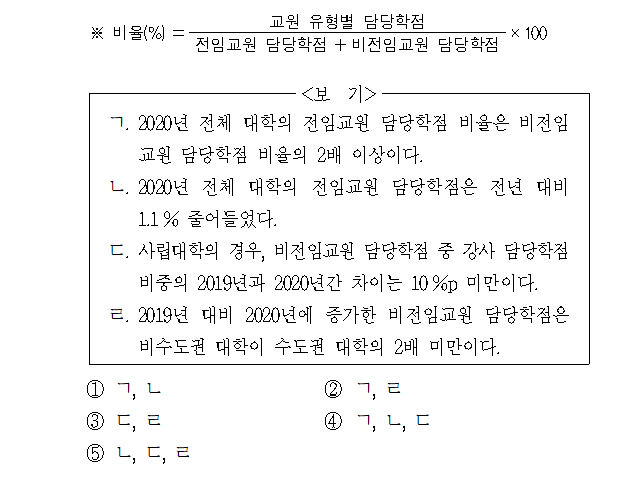 ※ 비율(%) = 교원 유형별 담당학점 / 전임교원 담당학점 + 비전임교원 담당학점 × 100
<보 기>
ㄱ. 2020년 전체 대학의 전임교원 담당학점 비율은 비전임
교원 담당학점 비율의 2배 이상이다.
ㄴ. 2020년 전체 대학의 전임교원 담당학점은 전년 대비
1.1% 줄어들었다.
ㄷ. 사립대학의 경우, 비전임교원 담당학점 중 강사 담당학점
비중의 2019년과 2020년간 차이는 10%p 미만이다.
ㄹ. 2019년 대비 2020년에 증가한 비전임교원 담당학점은
비수도권 대학이 수도권 대학의 2배 미만이다.
① ㄱ, ㄴ ② ㄱ, ㄹ
③ ㄷ, ㄹ ④ ㄱ, ㄴ, ㄷ
⑤ ㄴ, ㄷ, ㄹ